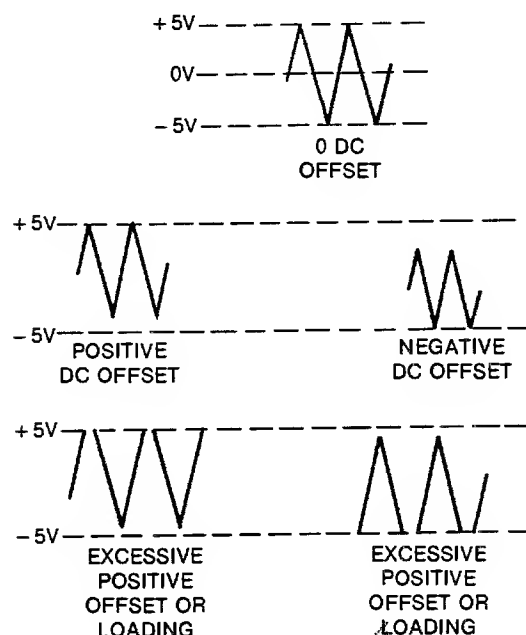 +5V
0V
-5V
0 DC
OFFSET
+5V
-5V
POSITIVE
DC OFFSET
NEGATIVE
DC OFFSET
+5V
-5V
EXCESSIVE
POSITIVE
OFFSET OR
LOADING
EXCESSIVE
POSITIVE
OFFSET OR
LOADING